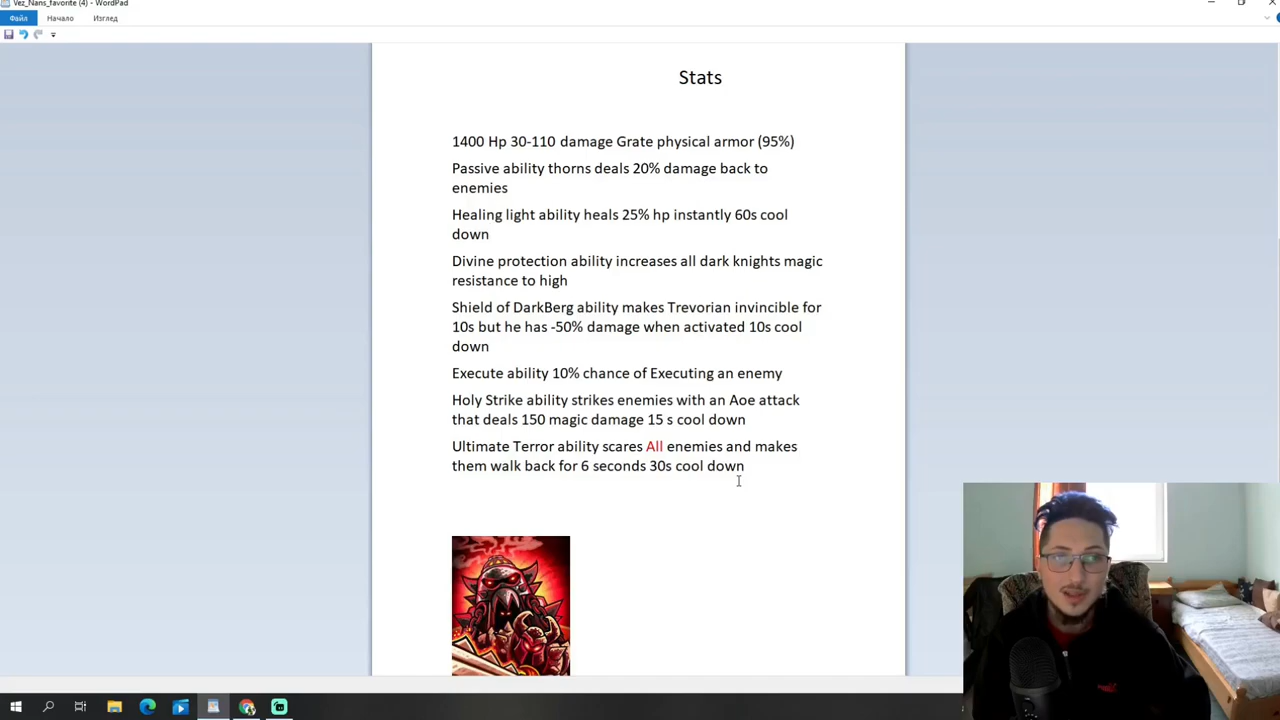 Vez_Nans_favorite (4) - WordPad
Файл Начало Изглед
Stats
1400 Hp 30-110 damage Grate physical armor (95%)
Passive ability thorns deals 20% damage back to
enemies
Healing light ability heals 25% hp instantly 60s cool
down
Divine protection ability increases all dark knights magic
resistance to high
Shield of DarkBerg ability makes Trevorian invincible for
10s but he has -50% damage when activated 10s cool
down
Execute ability 10% chance of Executing an enemy
Holy Strike ability strikes enemies with an Aoe attack
that deals 150 magic damage 15 s cool down
Ultimate Terror ability scares All enemies and makes
them walk back for 6 seconds 30s cool down